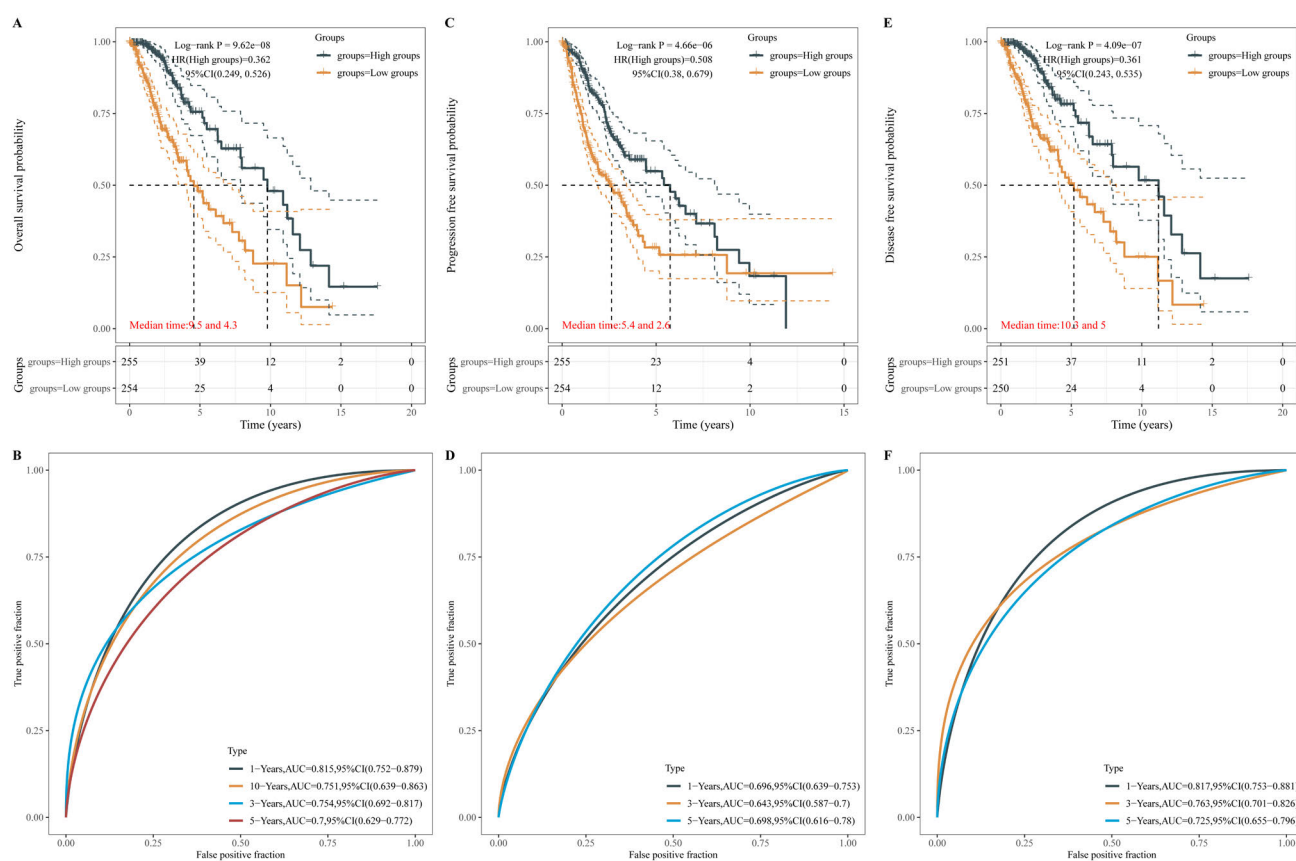 A
Log−rank P = 9.62e−08
HR(High groups)=0.362
95%CI(0.249, 0.526)
Groups
groups=High groups
groups=Low groups
Overall survival probability
1.00
0.75
0.50
0.25
0.00
Median time:9.5 and 4.3
Groups
groups=High groups 255 39 12 2 0
groups=Low groups 254 25 4 0 0
0 5 10 15 20
Time (years)
C
Log−rank P = 4.66e−06
HR(High groups)=0.508
95%CI(0.38, 0.679)
Groups
groups=High groups
groups=Low groups
Progression free survival probability
1.00
0.75
0.50
0.25
0.00
Median time:5.4 and 2.6
Groups
groups=High groups 255 23 4 0
groups=Low groups 254 12 2 0
0 5 10 15
Time (years)
E
Log−rank P = 4.09e−07
HR(High groups)=0.361
95%CI(0.243, 0.535)
Groups
groups=High groups
groups=Low groups
Disease free survival probability
1.00
0.75
0.50
0.25
0.00
Median time:10.3 and 5
Groups
groups=High groups 251 37 11 2 0
groups=Low groups 250 24 4 0 0
0 5 10 15 20
Time (years)
B
True positive fraction
1.00
0.75
0.50
0.25
0.00
Type
1−Years,AUC=0.815,95%CI(0.752−0.879)
10−Years,AUC=0.751,95%CI(0.639−0.863)
3−Years,AUC=0.754,95%CI(0.692−0.817)
5−Years,AUC=0.7,95%CI(0.629−0.772)
0.00 0.25 0.50 0.75 1.00
False positive fraction
D
True positive fraction
1.00
0.75
0.50
0.25
0.00
Type
1−Years,AUC=0.696,95%CI(0.639−0.753)
3−Years,AUC=0.643,95%CI(0.587−0.7)
5−Years,AUC=0.698,95%CI(0.616−0.78)
0.00 0.25 0.50 0.75 1.00
False positive fraction
F
True positive fraction
1.00
0.75
0.50
0.25
0.00
Type
1−Years,AUC=0.817,95%CI(0.753−0.881)
3−Years,AUC=0.763,95%CI(0.701−0.826)
5−Years,AUC=0.725,95%CI(0.655−0.796)
0.00 0.25 0.50 0.75 1.00
False positive fraction